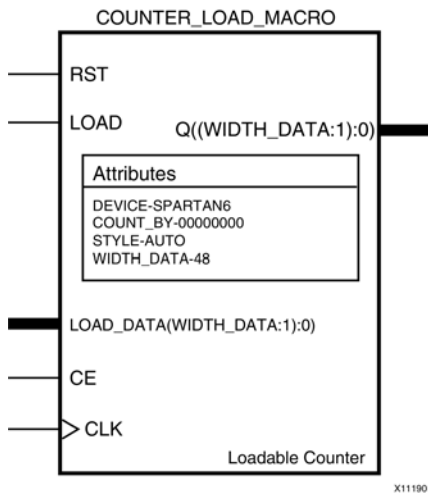 COUNTER_LOAD_MACRO
RST
LOAD
Q((WIDTH_DATA:1):0)
Attributes
DEVICE-SPARTAN6
COUNT_BY-00000000
STYLE-AUTO
WIDTH_DATA-48
LOAD_DATA(WIDTH_DATA:1):0)
CE
CLK
Loadable Counter
X11190